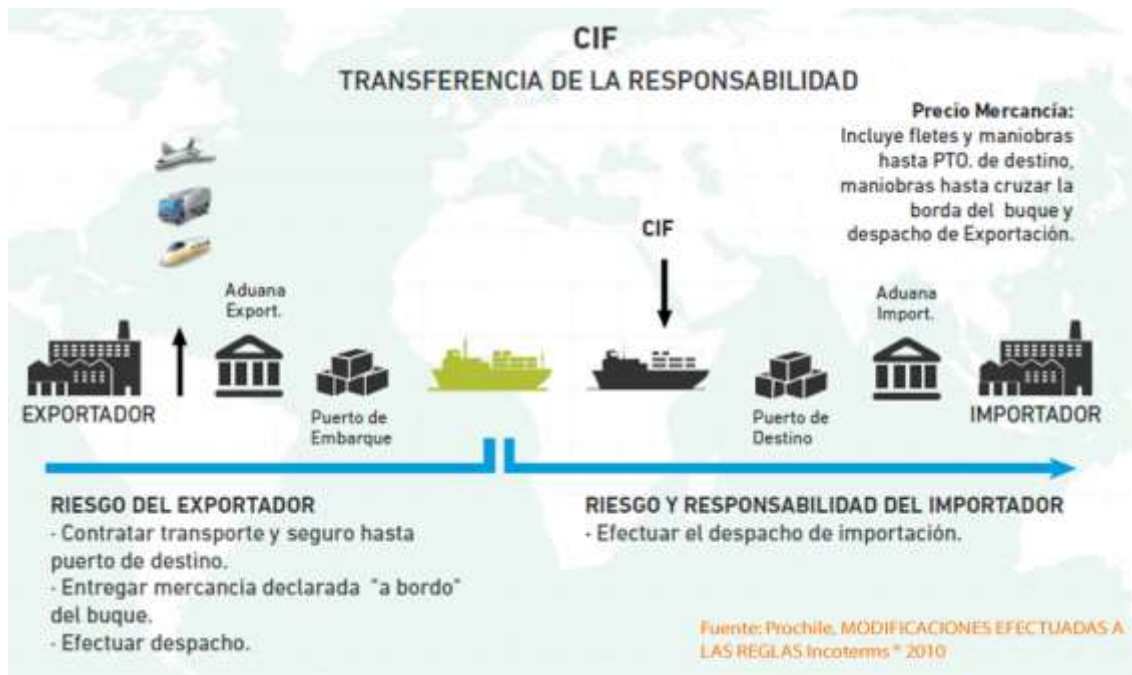 CIF
TRANSFERENCIA DE LA RESPONSABILIDAD
Precio Mercancía:
Incluye fletes y maniobras
hasta PTO. de destino,
maniobras hasta cruzar la
borda del buque y
despacho de Exportación.
CIF
Aduana
Export.
Aduana
Import.
EXPORTADOR
Puerto de
Embarque
Puerto de
Destino
IMPORTADOR
RIESGO DEL EXPORTADOR
· Contratar transporte y seguro hasta
puerto de destino.
· Entregar mercancía declarada "a bordo"
del buque.
· Efectuar despacho.
RIESGO Y RESPONSABILIDAD DEL IMPORTADOR
· Efectuar el despacho de importación.
Fuente: Prochile, MODIFICACIONES EFECTUADAS A
LAS REGLAS Incoterms ® 2010